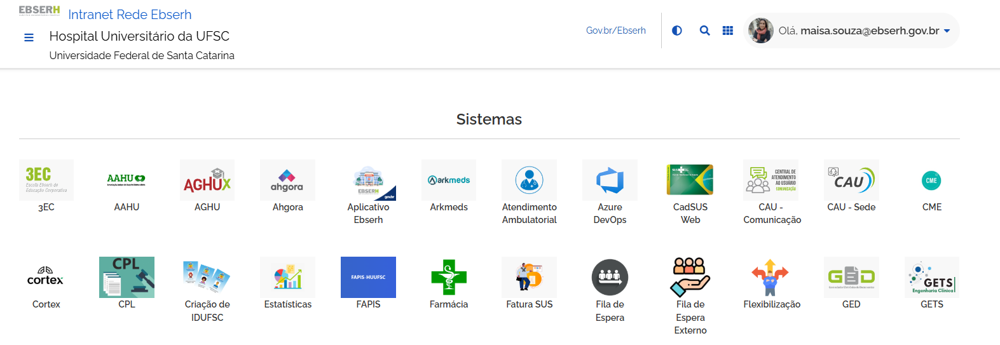 EBSERH
Intranet Rede Ebserh
Hospital Universitário da UFSC
Universidade Federal de Santa Catarina
Gov.br/Ebserh
Olá, maisa.souza@ebserh.gov.br
Sistemas
3EC
Escola Ebserh de
Educação Corporativa
AAHU
AGHUX
ahgora
EBSERH
gov.br
arkmeds
SUS
CENTRAL DE
ATENDIMENTO
AO USUÁRIO
COMUNICAÇÃO
CAU
CME
3EC
AAHU
AGHU
Ahgora
Aplicativo
Ebserh
Arkmeds
Atendimento
Ambulatorial
Azure
DevOps
CadSUS
Web
CAU -
Comunicação
CAU - Sede
CME
cortex
CPL
FAPIS-HUUFSC
GED
GETS
Engenharia Clínica
Cortex
CPL
Criação de
IDUFSC
Estatísticas
FAPIS
Farmácia
Fatura SUS
Fila de
Espera
Fila de
Espera
Externo
Flexibilização
GED
GETS